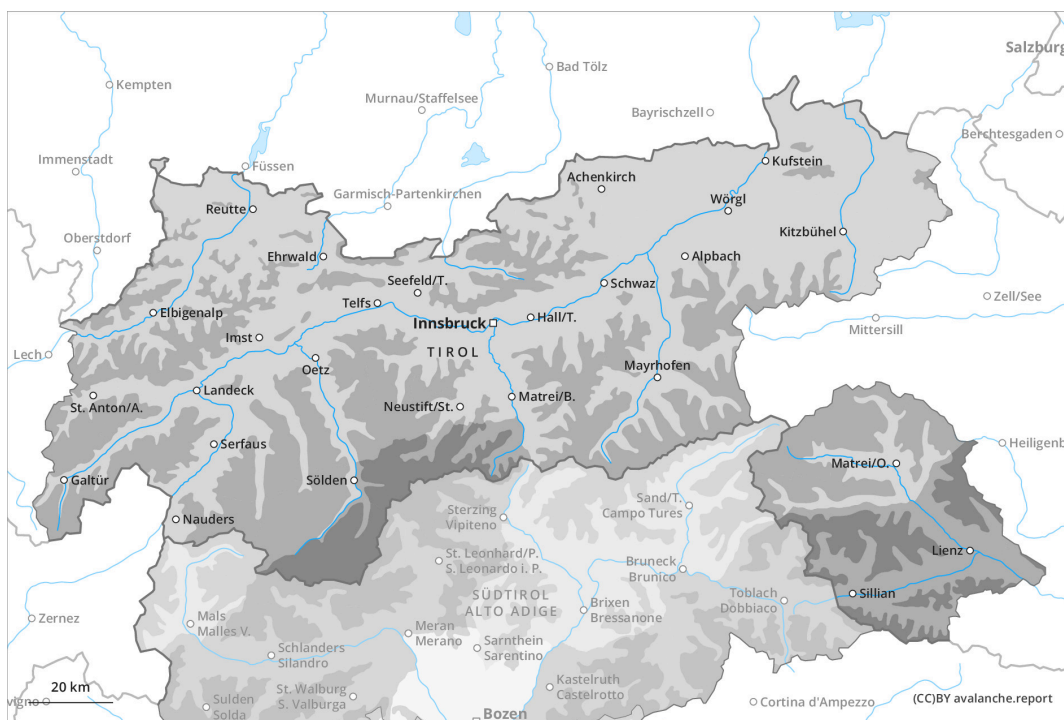 Salzburg
Kempten
Bad Tölz
Murnau/Staffelsee
Bayrischzell
Berchtesgaden
Immenstadt
Füssen
Kufstein
Achenkirch
Garmisch-Partenkirchen
Reutte
Wörgl
Oberstdorf
Kitzbühel
Ehrwald
Alpbach
Seefeld/T.
Schwaz
Zell/See
Telfs
Elbigenalp
Innsbruck
Hall/T.
Mittersill
Imst
TIROL
Lech
Oetz
Mayrhofen
Landeck
St. Anton/A.
Neustift/St.
Matrei/B.
Serfaus
Heiligenb
Matrei/O.
Galtür
Sölden
Sand/T.
Campo Tures
Sterzing
Vipiteno
Nauders
St. Leonhard/P.
S. Leonardo i. P.
Lienz
Bruneck
Brunico
SÜDTIROL
ALTO ADIGE
Sillian
Toblach
Dobbiaco
Brixen
Bressanone
Zernez
Mals
Malles V.
Meran
Merano
Sarnthein
Sarentino
Schlanders
Silandro
20 km
Kastelruth
Castelrotto
St. Walburg
S. Valburga
vigno
Sulden
Solda
Cortina d'Ampezzo
(CC)BY avalanche.report
Bozen